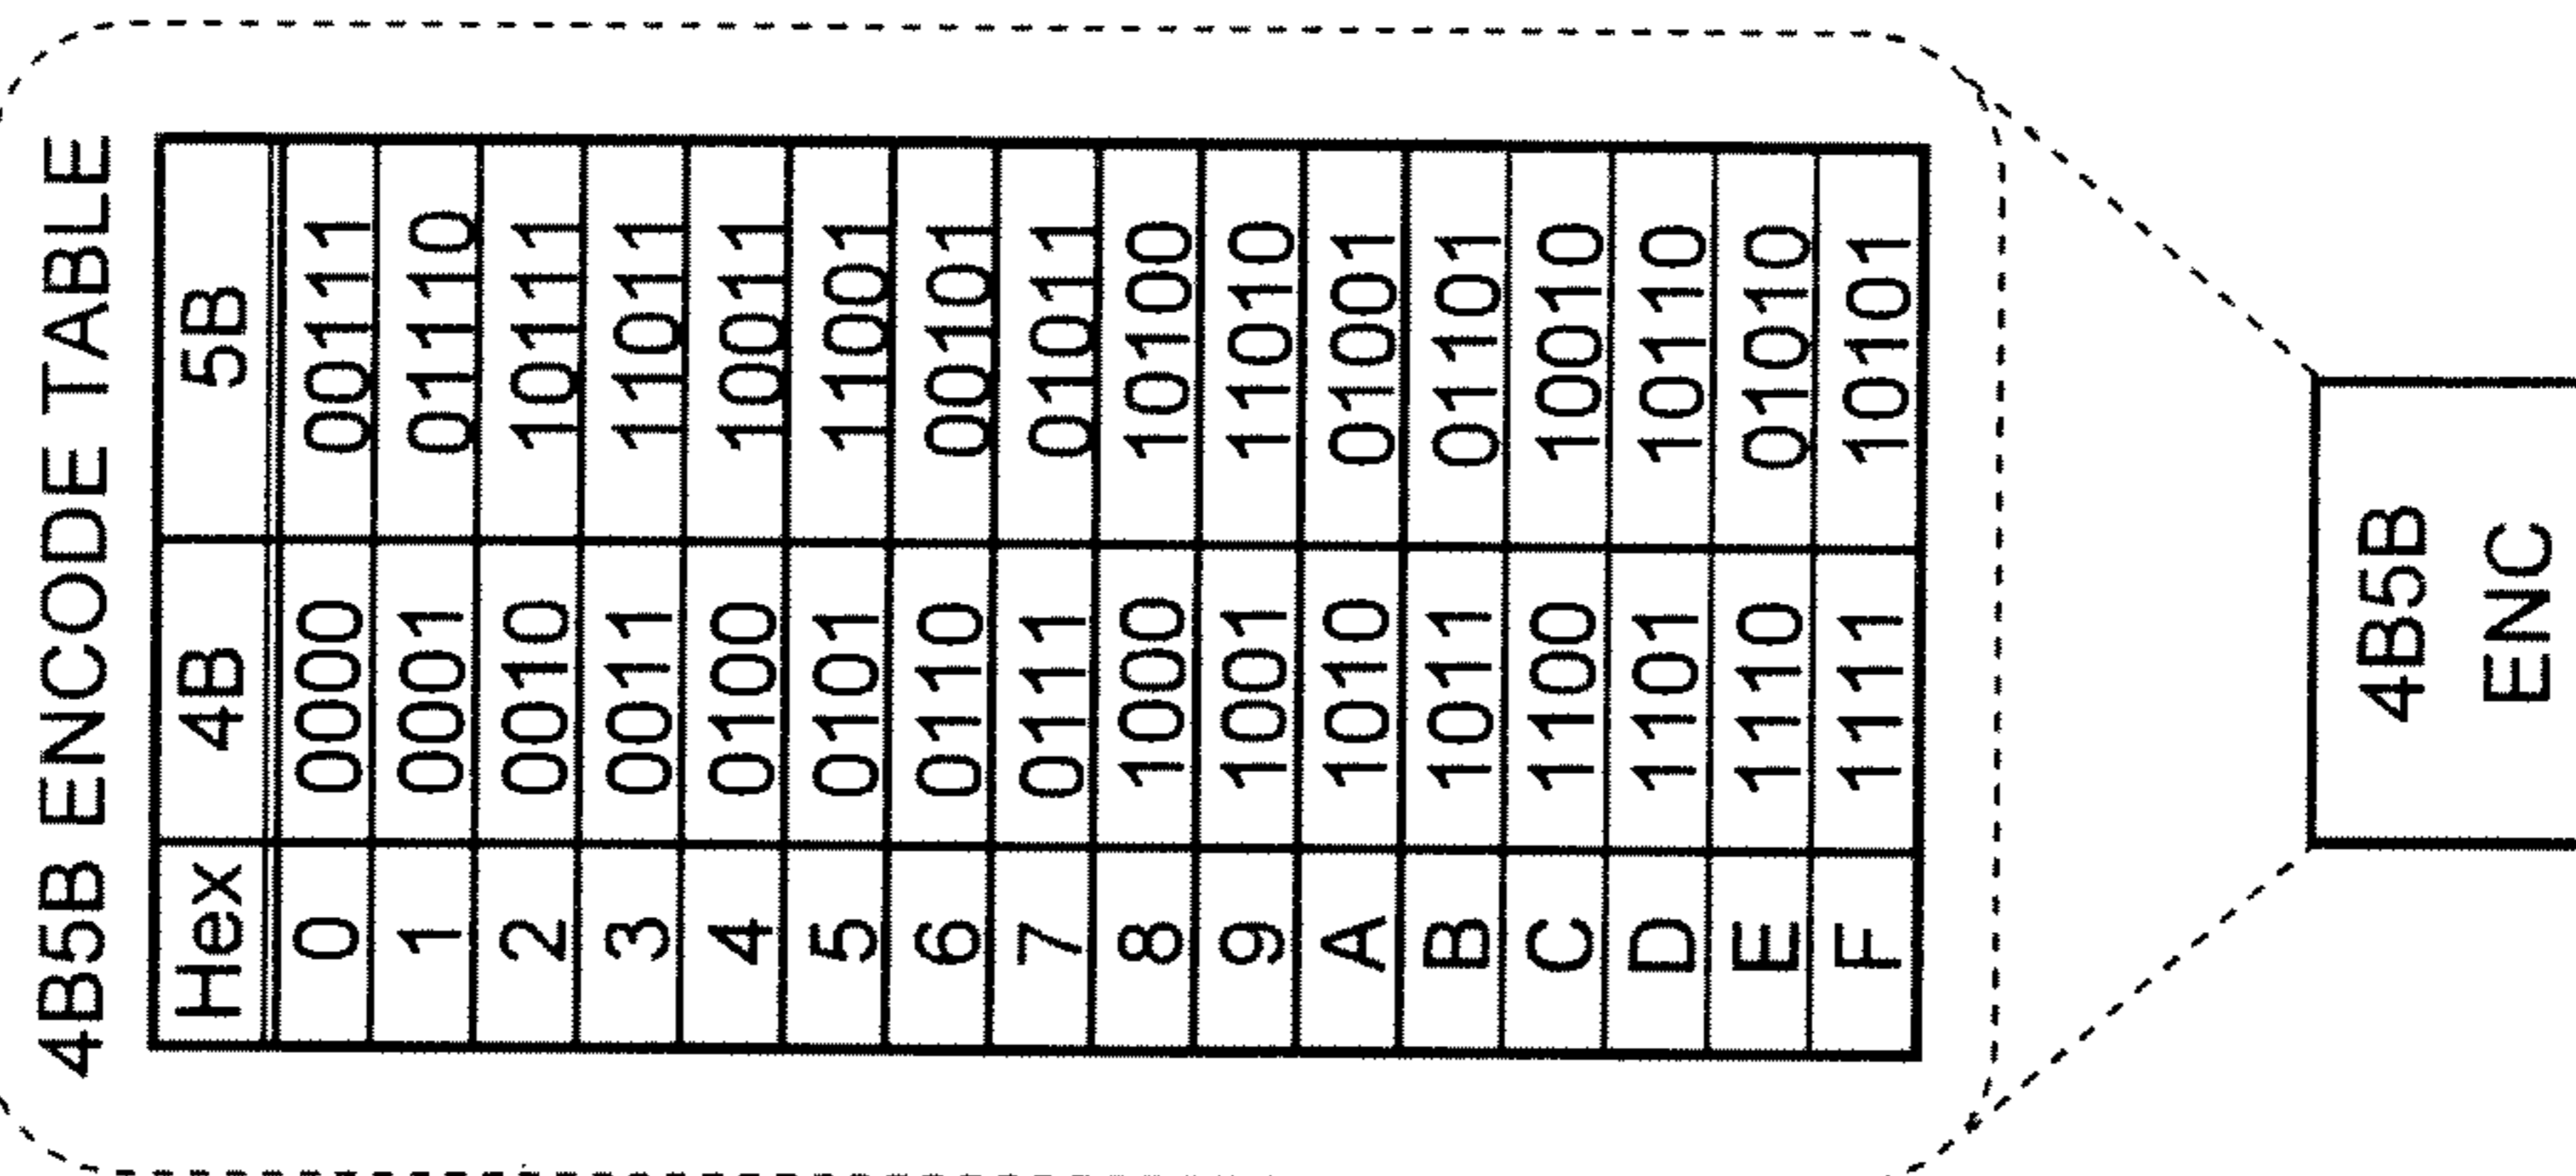 4B5B ENCODE TABLE
Hex 4B 5B
0 0000 00111
1 0001 01110
2 0010 10111
3 0011 11011
4 0100 10011
5 0101 11001
6 0110 00101
7 0111 01011
8 1000 10100
9 1001 11010
A 1010 01001
B 1011 01101
C 1100 10010
D 1101 10110
E 1110 01010
F 1111 10101
4B5B
ENC